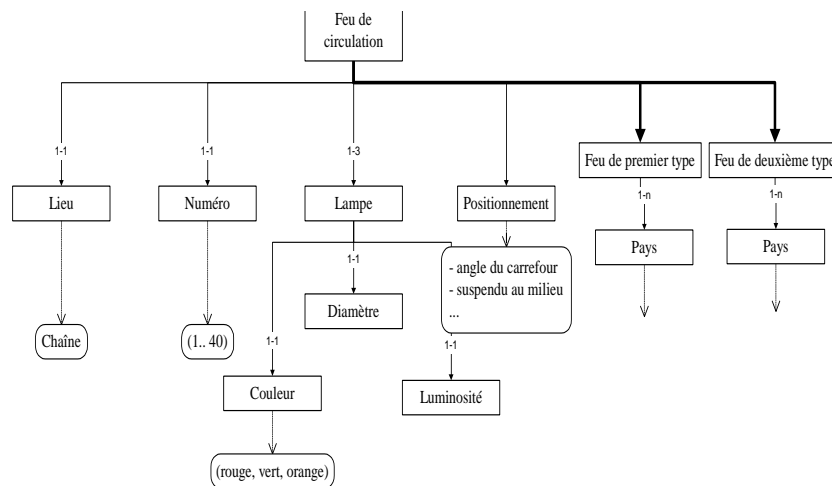 Feu de
circulation
1-1
1-1
1-3
Feu de premier type
Feu de deuxième type
Lieu
Numéro
Lampe
Positionnement
1-n
1-n
Pays
Pays
1-1
- angle du carrefour
- suspendu au milieu
...
Diamètre
Chaîne
(1.. 40)
1-1
1-1
Couleur
Luminosité
(rouge, vert, orange)